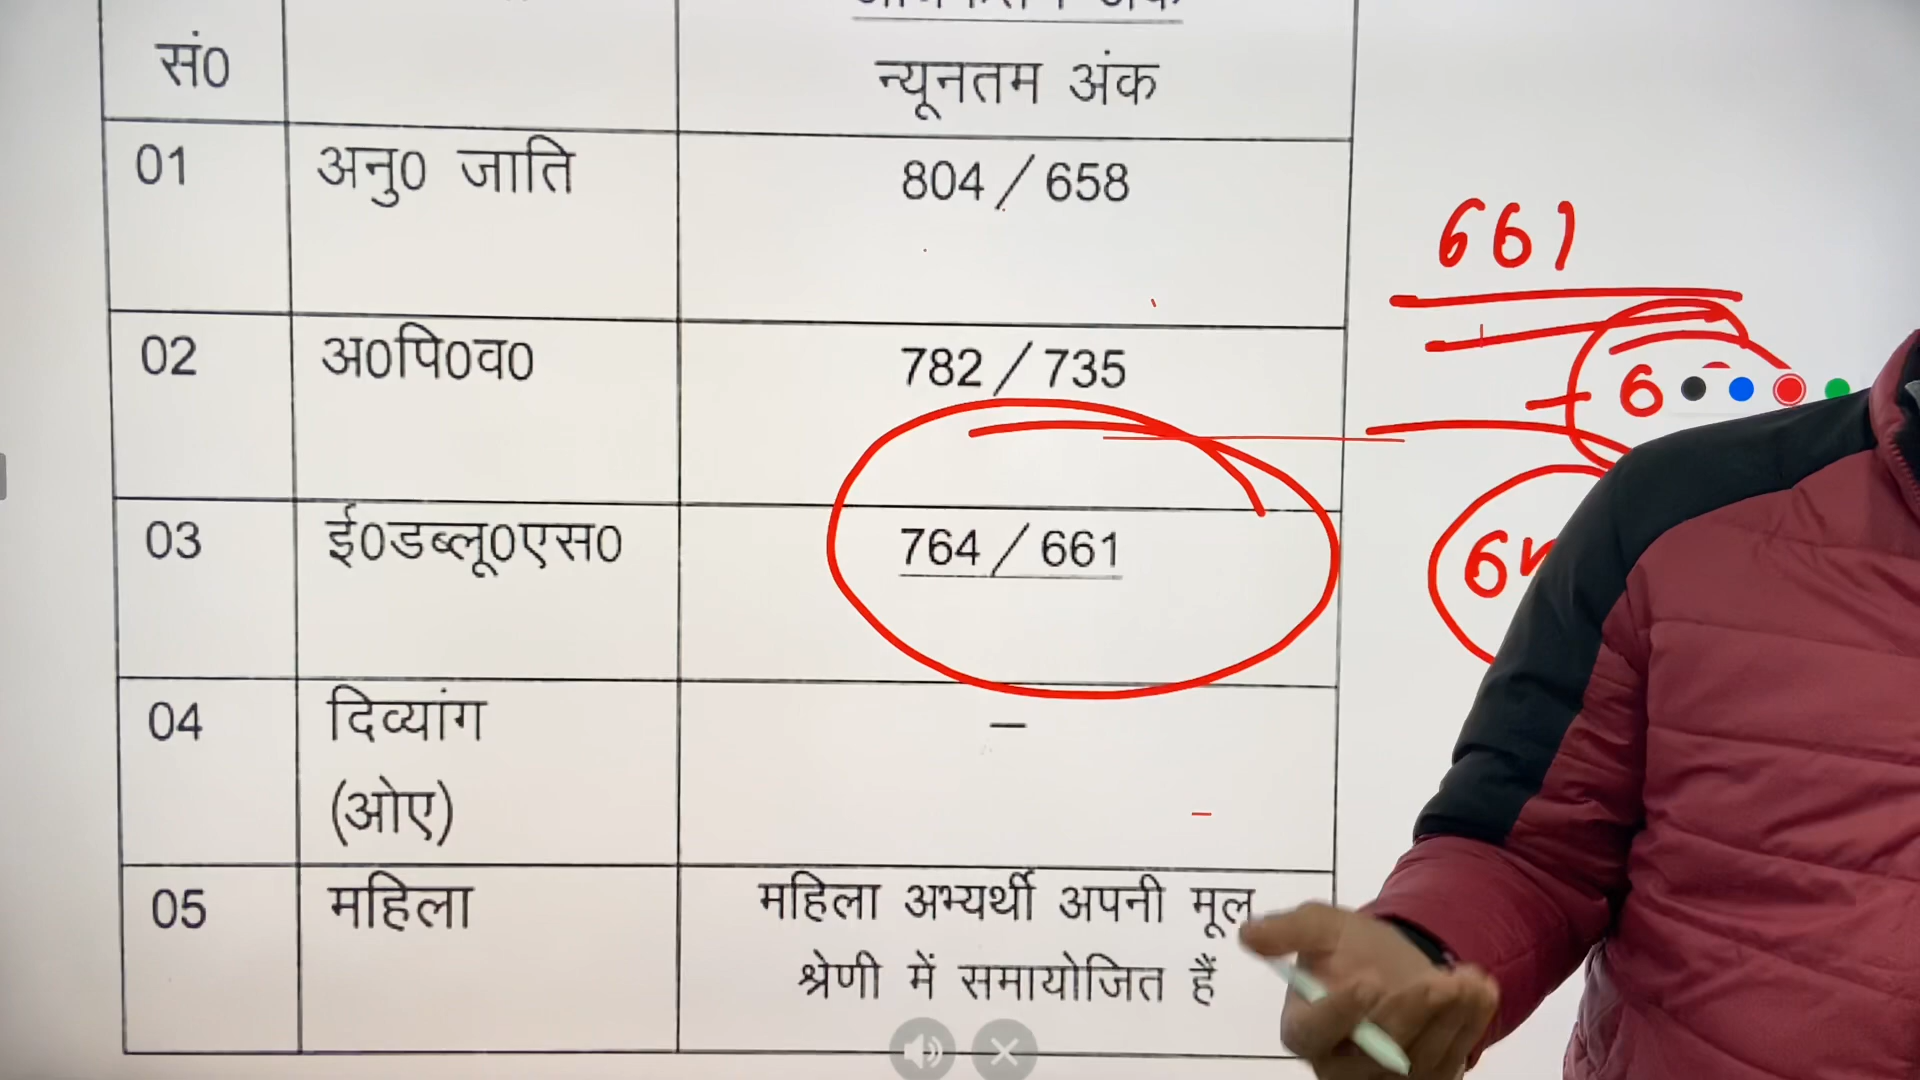 सं0
न्यूनतम अंक
01 अनु0 जाति 804 / 658
661
02 अ0पि0व0 782 / 735
6
03 ई0डब्लू0एस0 764 / 661
04 दिव्यांग –
(ओए)
05 महिला महिला अभ्यर्थी अपनी मूल
श्रेणी में समायोजित हैं